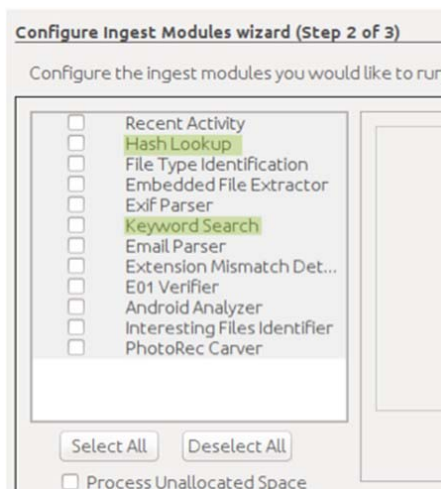 Configure Ingest Modules wizard (Step 2 of 3)
Configure the ingest modules you would like to run
Recent Activity
Hash Lookup
File Type Identification
Embedded File Extractor
Exif Parser
Keyword Search
Email Parser
Extension Mismatch Det...
E01 Verifier
Android Analyzer
Interesting Files Identifier
PhotoRec Carver
Select All
Deselect All
Process Unallocated Space